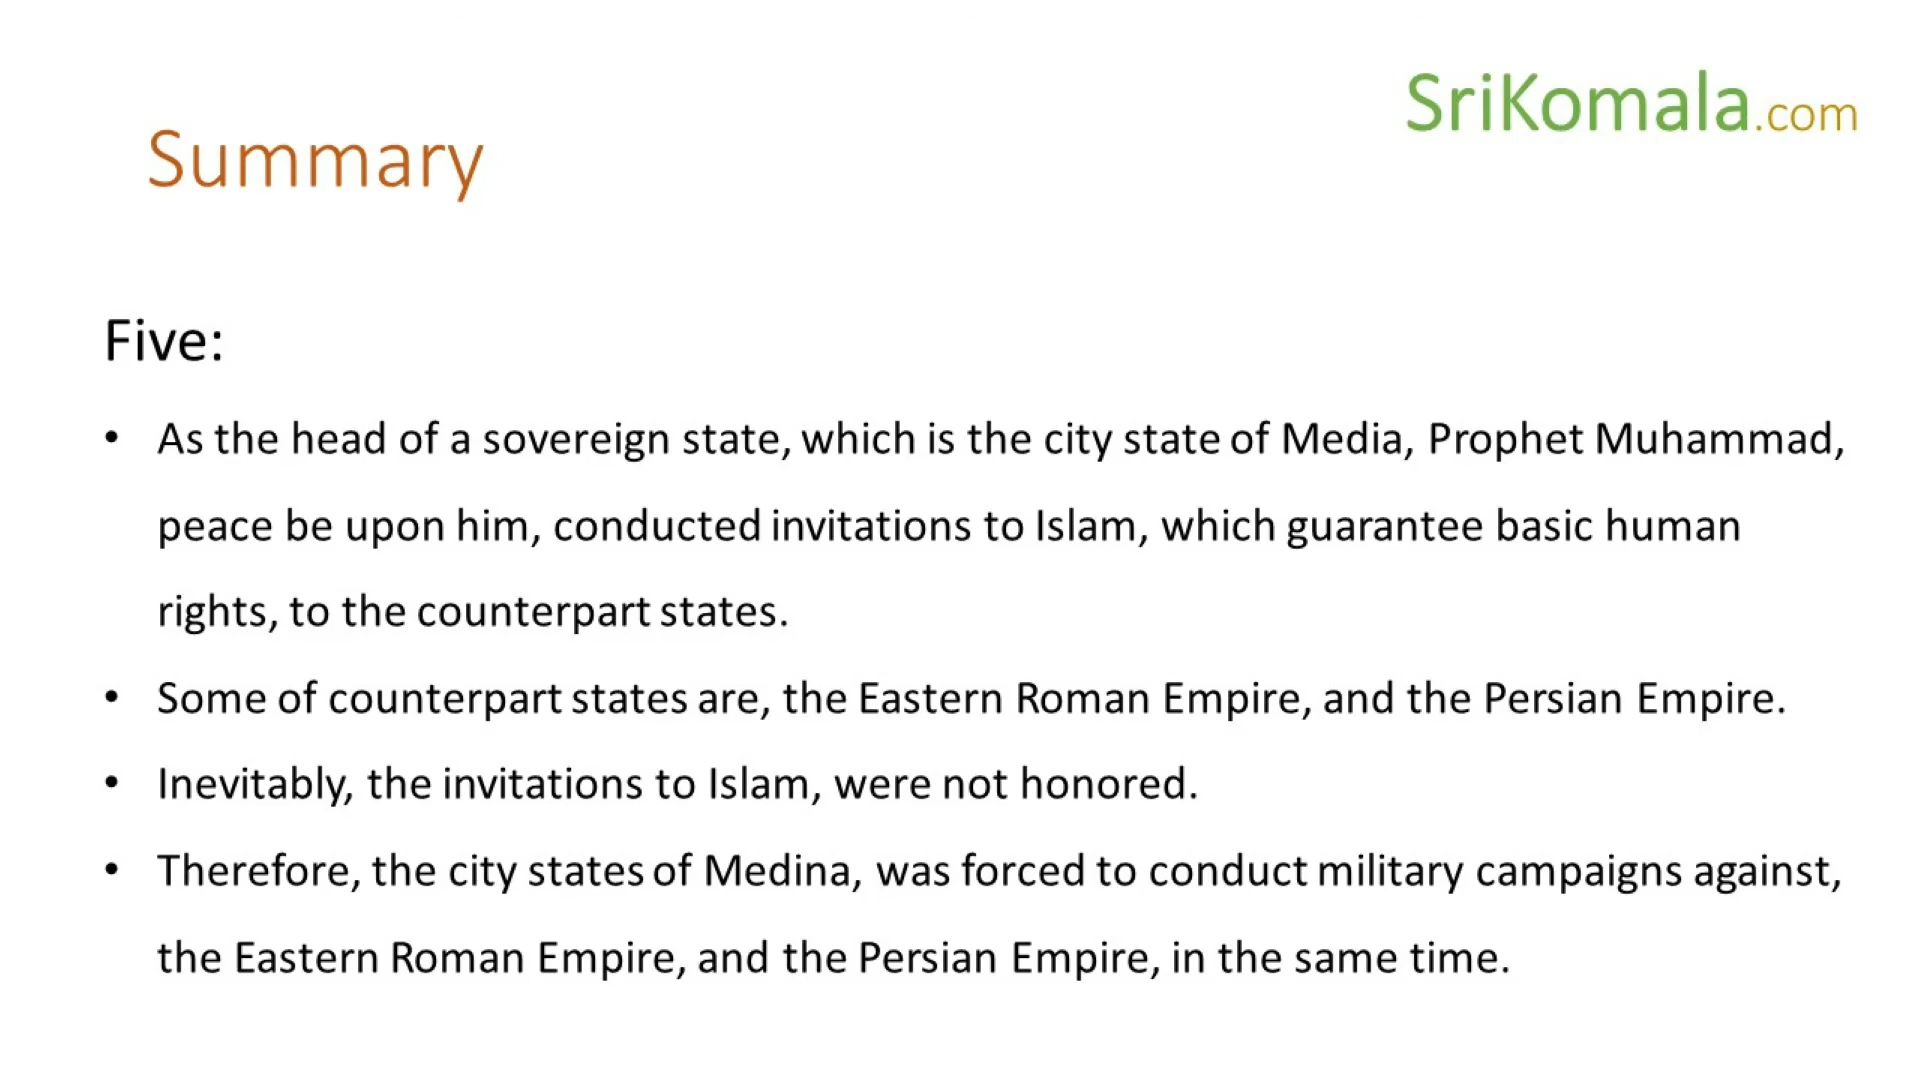 SriKomala.com
Summary
Five:
• As the head of a sovereign state, which is the city state of Media, Prophet Muhammad,
peace be upon him, conducted invitations to Islam, which guarantee basic human
rights, to the counterpart states.
• Some of counterpart states are, the Eastern Roman Empire, and the Persian Empire.
• Inevitably, the invitations to Islam, were not honored.
• Therefore, the city states of Medina, was forced to conduct military campaigns against,
the Eastern Roman Empire, and the Persian Empire, in the same time.